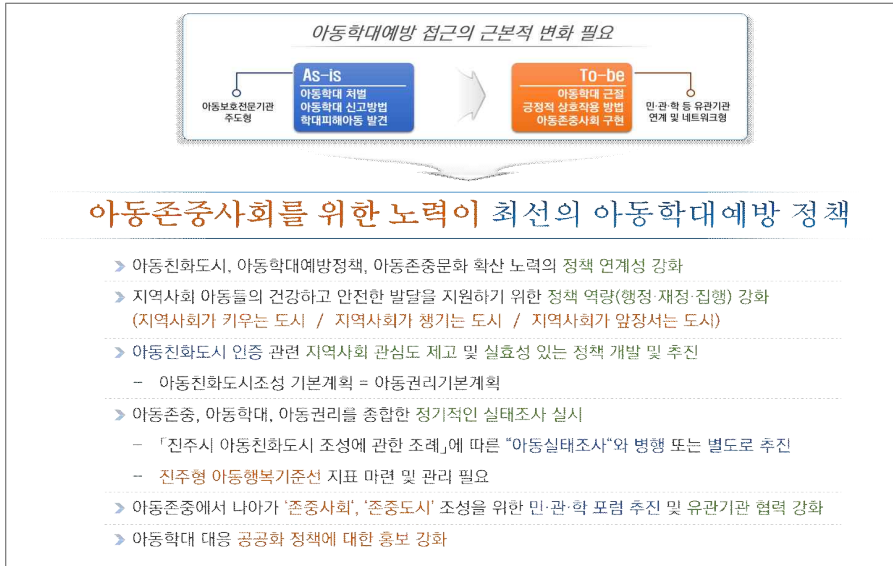 아동학대예방 접근의 근본적 변화 필요
아동보호전문기관
주도형
As-is
아동학대 처벌
아동학대 신고방법
학대피해아동 발견
To-be
아동학대 근절
긍정적 상호작용 방법
아동존중사회 구현
민·관·학 등 유관기관
연계 및 네트워크형
아동존중사회를 위한 노력이 최선의 아동학대예방 정책
아동친화도시, 아동학대예방정책, 아동존중문화 확산 노력의 정책 연계성 강화
지역사회 아동들의 건강하고 안전한 발달을 지원하기 위한 정책 역량(행정·재정·집행) 강화
(지역사회가 키우는 도시 / 지역사회가 챙기는 도시 / 지역사회가 앞장서는 도시)
아동친화도시 인증 관련 지역사회 관심도 제고 및 실효성 있는 정책 개발 및 추진
- 아동친화도시조성 기본계획 = 아동권리기본계획
아동존중, 아동학대, 아동권리를 종합한 정기적인 실태조사 실시
- 「진주시 아동친화도시 조성에 관한 조례」에 따른 “아동실태조사“와 병행 또는 별도로 추진
- 진주형 아동행복기준선 지표 마련 및 관리 필요
아동존중에서 나아가 ‘존중사회‘, ‘존중도시‘ 조성을 위한 민·관·학 포럼 추진 및 유관기관 협력 강화
아동학대 대응 공공화 정책에 대한 홍보 강화